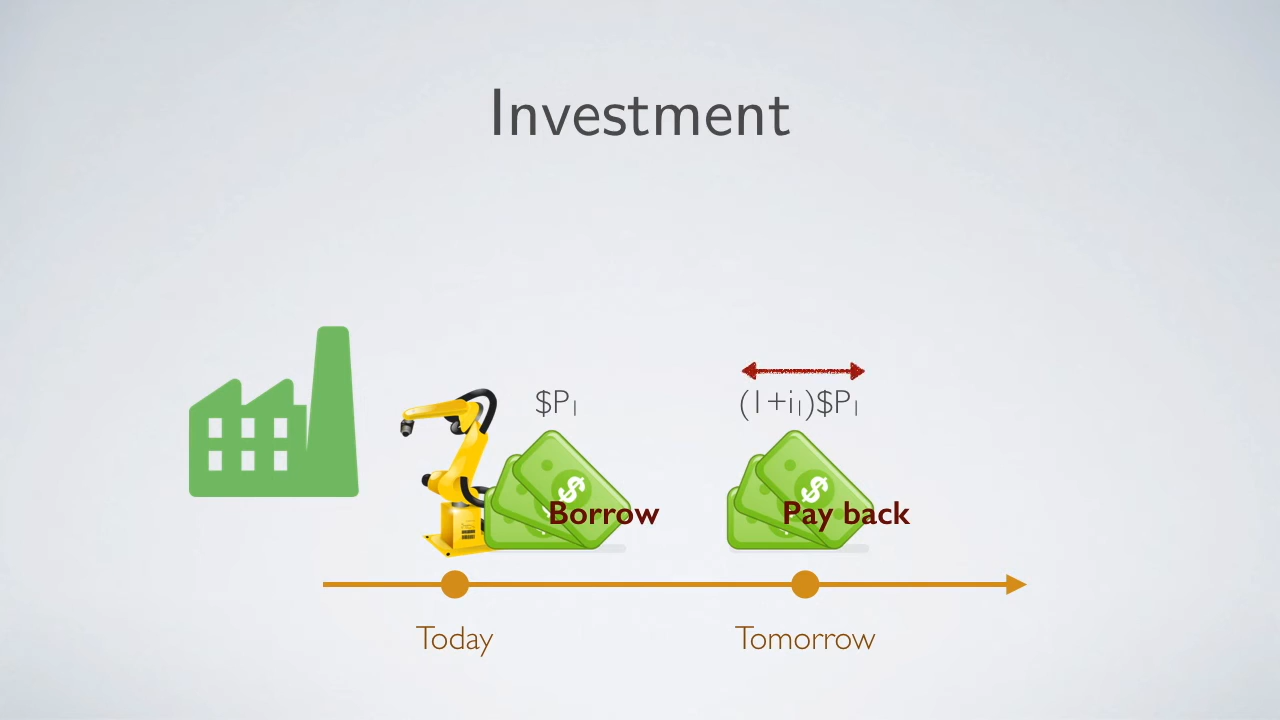 Investment
$P₁
(1+i₁)$P₁
$
$
Borrow
Pay back
Today
Tomorrow